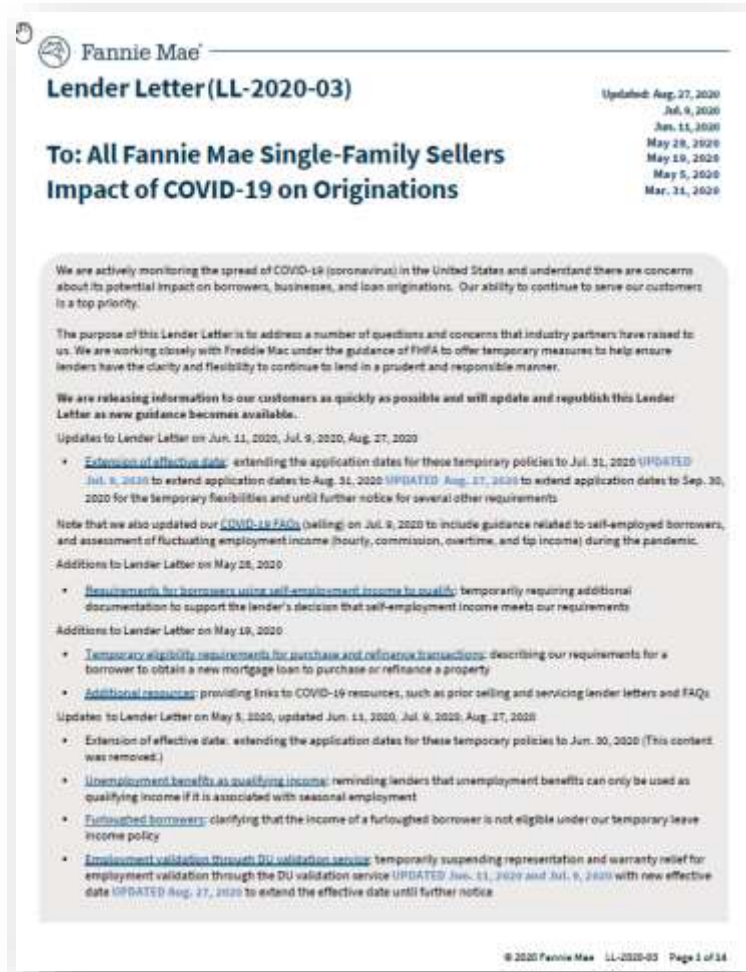 Fannie Mae®
Lender Letter (LL-2020-03)
Updated: Aug. 27, 2020
Jul. 9, 2020
Jun. 11, 2020
May 28, 2020
May 19, 2020
May 5, 2020
Mar. 31, 2020
To: All Fannie Mae Single-Family Sellers
Impact of COVID-19 on Originations
We are actively monitoring the spread of COVID-19 (coronavirus) in the United States and understand there are concerns
about its potential impact on borrowers, businesses, and loan originations. Our ability to continue to serve our customers
is a top priority.
The purpose of this Lender Letter is to address a number of questions and concerns that industry partners have raised to
us. We are working closely with Freddie Mac under the guidance of FHFA to offer temporary measures to help ensure
lenders have the clarity and flexibility to continue to lend in a prudent and responsible manner.
We are releasing information to our customers as quickly as possible and will update and republish this Lender
Letter as new guidance becomes available.
Updates to Lender Letter on Jun. 11, 2020, Jul. 9, 2020, Aug. 27, 2020
• Extension of effective date: extending the application dates for these temporary policies to Jul. 31, 2020 UPDATED
Jul. 9, 2020 to extend application dates to Aug. 31, 2020 UPDATED Aug. 27, 2020 to extend application dates to Sep. 30,
2020 for the temporary flexibilities and until further notice for several other requirements
Note that we also updated our COVID-19 FAQs (selling) on Jul. 9, 2020 to include guidance related to self-employed borrowers,
and assessment of fluctuating employment income (hourly, commission, overtime, and tip income) during the pandemic.
Additions to Lender Letter on May 28, 2020
• Requirements for borrowers using self-employment income to qualify: temporarily requiring additional
documentation to support the lender's decision that self-employment income meets our requirements
Additions to Lender Letter on May 19, 2020
• Temporary eligibility requirements for purchase and refinance transactions: describing our requirements for a
borrower to obtain a new mortgage loan to purchase or refinance a property
• Additional resources: providing links to COVID-19 resources, such as prior selling and servicing lender letters and FAQs
Updates to Lender Letter on May 5, 2020, updated Jun. 11, 2020, Jul. 9, 2020, Aug. 27, 2020
• Extension of effective date: extending the application dates for these temporary policies to Jun. 30, 2020 (This content
was removed.)
• Unemployment benefits as qualifying income: reminding lenders that unemployment benefits can only be used as
qualifying income if it is associated with seasonal employment
• Furloughed borrowers: clarifying that the income of a furloughed borrower is not eligible under our temporary leave
income policy
• Employment validation through DU validation service: temporarily suspending representation and warranty relief for
employment validation through the DU validation service UPDATED Jun. 11, 2020 and Jul. 9, 2020 with new effective
date UPDATED Aug. 27, 2020 to extend the effective date until further notice
© 2020 Fannie Mae LL-2020-03 Page 1 of 14